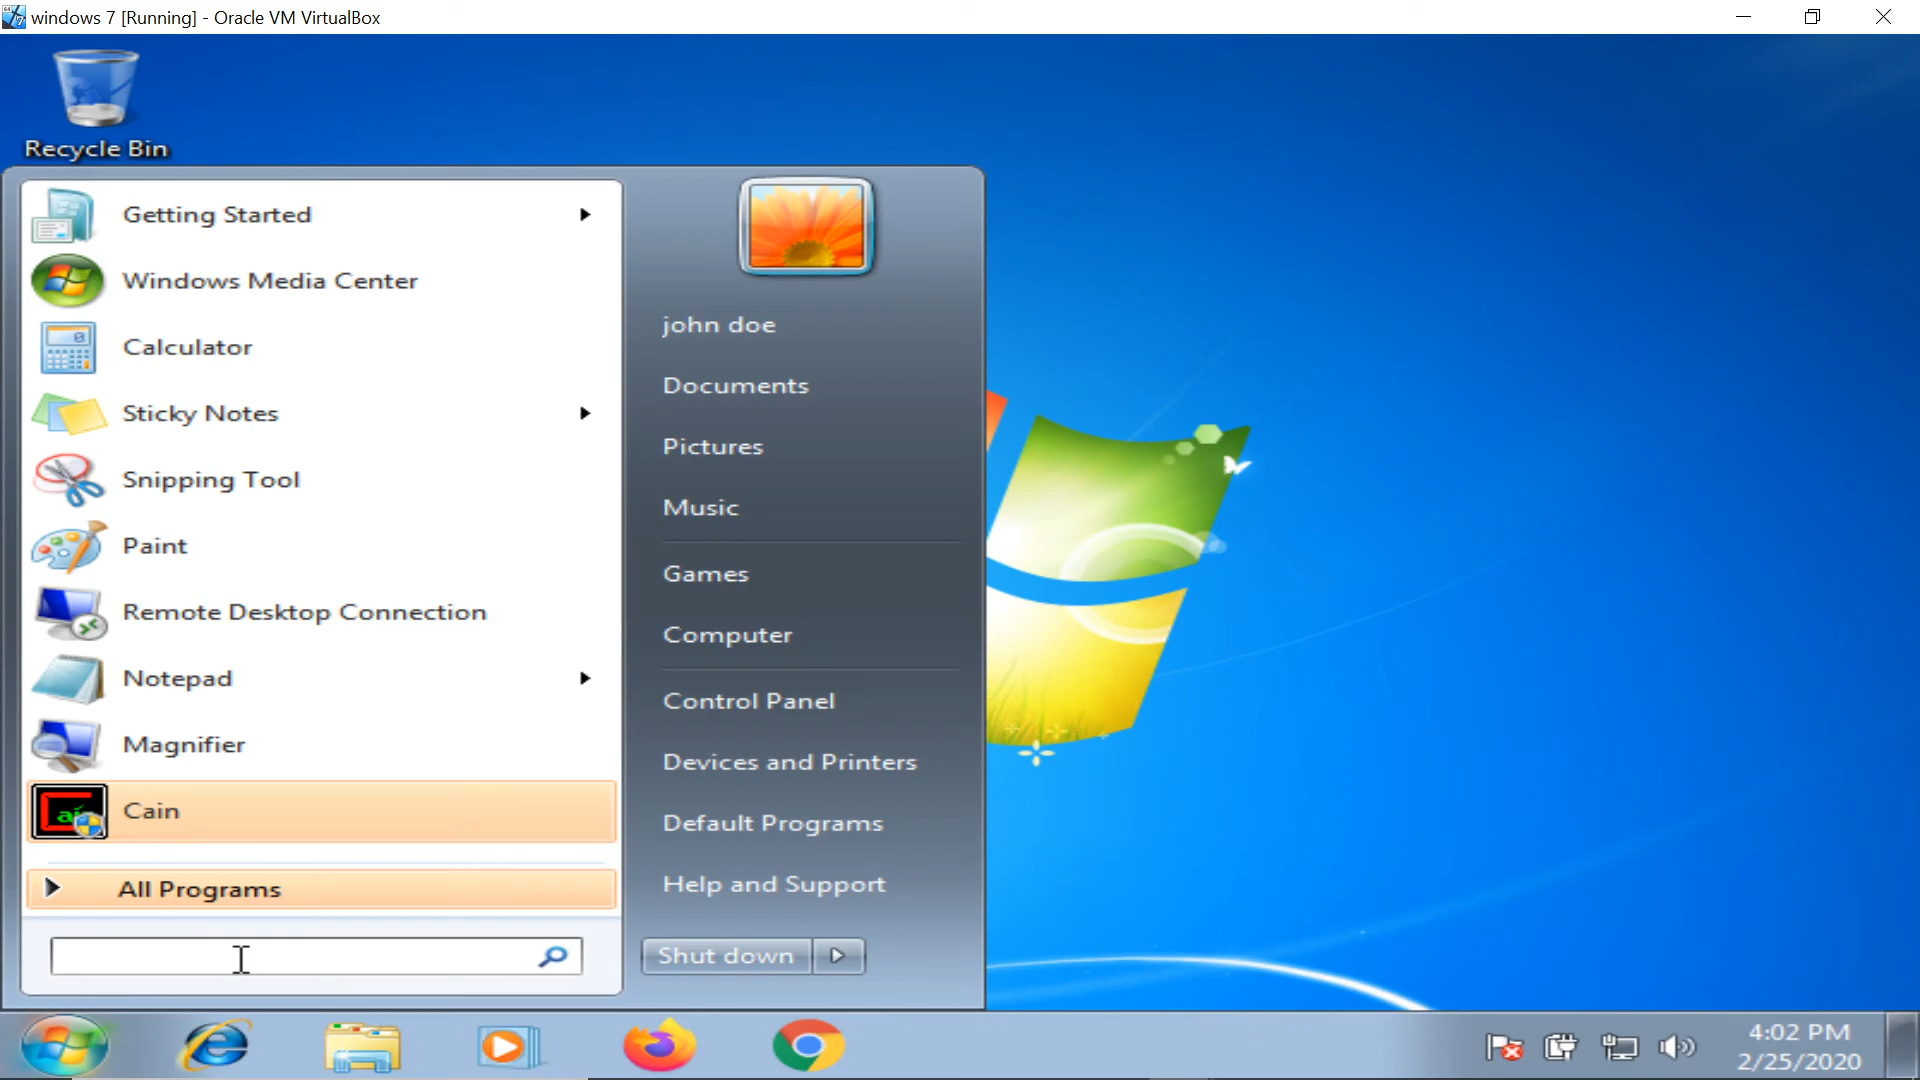 windows 7 [Running] - Oracle VM VirtualBox
Recycle Bin
Getting Started
Windows Media Center
Calculator
Sticky Notes
Snipping Tool
Paint
Remote Desktop Connection
Notepad
Magnifier
Cain
All Programs
john doe
Documents
Pictures
Music
Games
Computer
Control Panel
Devices and Printers
Default Programs
Help and Support
Shut down
4:02 PM
2/25/2020